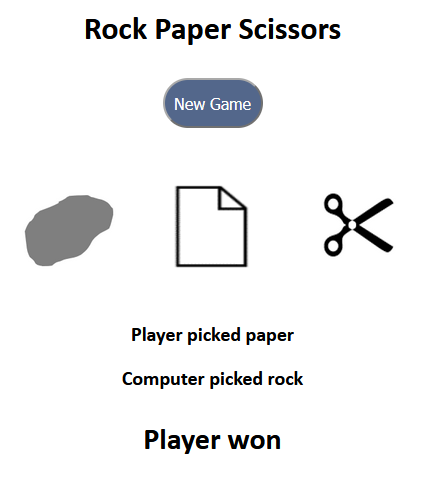 Rock Paper Scissors
New Game
Player picked paper
Computer picked rock
Player won